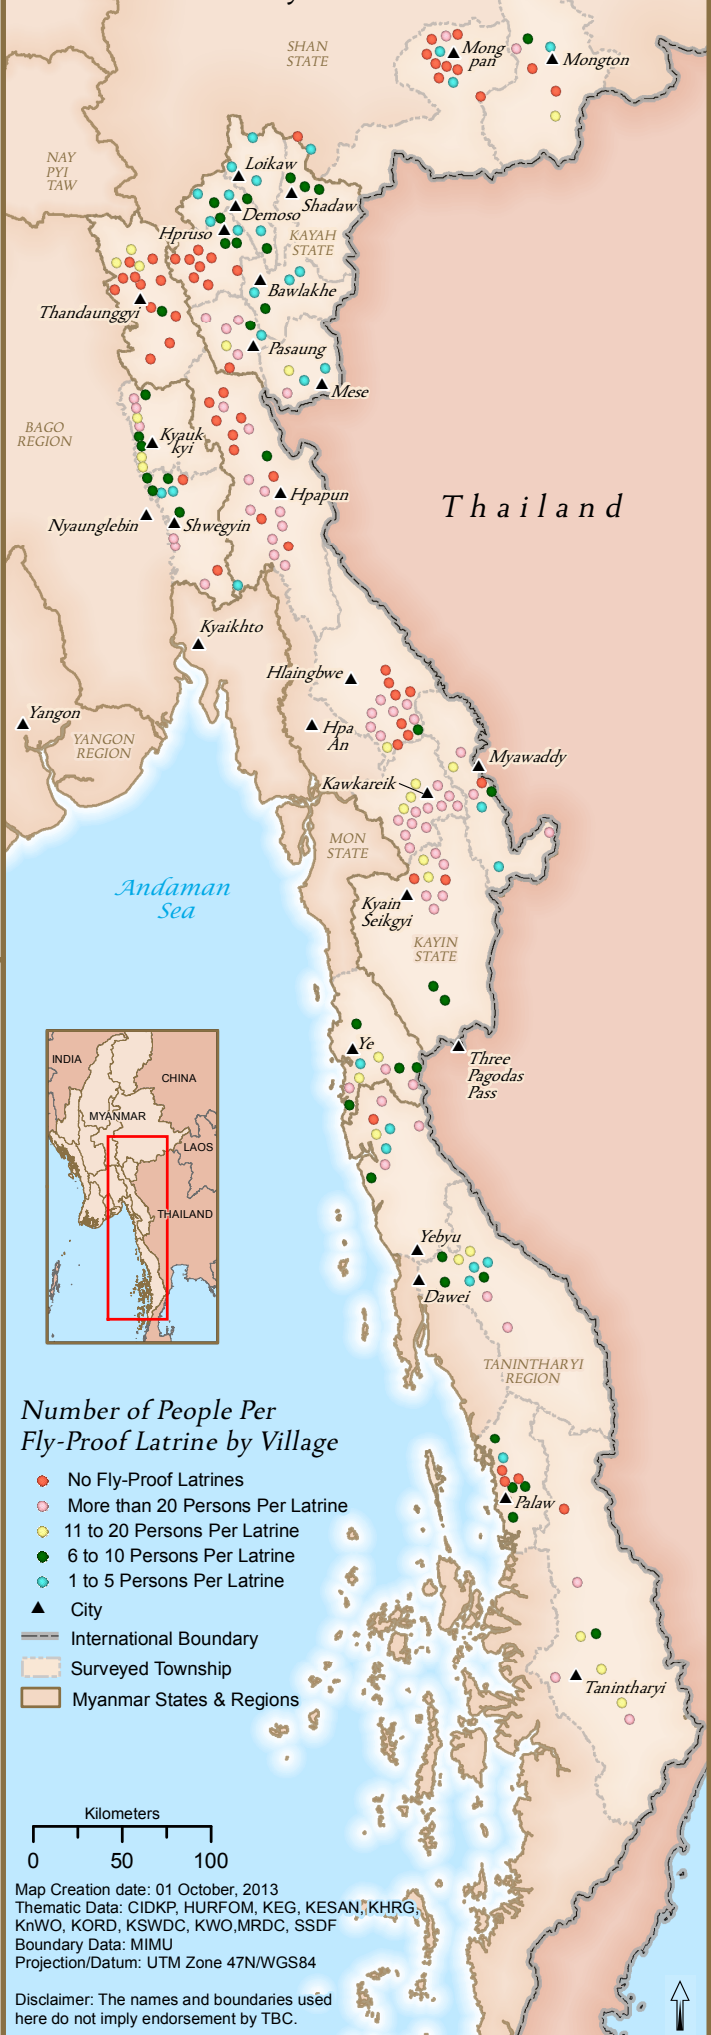 SHAN
STATE
Mong
pan
Mongton
NAY
PYI
TAW
Loikaw
Shadaw
Demoso
Hpruso
KAYAH
STATE
Bawlakhe
Thandaunggyi
Pasaung
Mese
BAGO
REGION
Kyauk
kyi
Hpapun
Thailand
Nyaunglebin
Shwegyin
Kyaikhto
Hlaingbwe
Yangon
Hpa
An
YANGON
REGION
Myawaddy
Kawkareik
MON
STATE
Andaman
Sea
Kyain
Seikgyi
KAYIN
STATE
Ye
Three
Pagodas
Pass
INDIA
CHINA
MYANMAR
LAOS
THAILAND
Yebyu
Dawei
TANINTHARYI
REGION
Number of People Per
Fly-Proof Latrine by Village
No Fly-Proof Latrines
More than 20 Persons Per Latrine
11 to 20 Persons Per Latrine
6 to 10 Persons Per Latrine
1 to 5 Persons Per Latrine
City
International Boundary
Surveyed Township
Myanmar States & Regions
Palaw
Tanintharyi
Kilometers
0 50 100
Map Creation date: 01 October, 2013
Thematic Data: CIDKP, HURFOM, KEG, KESAN, KHRG,
KnWO, KORD, KSWDC, KWO,MRDC, SSDF
Boundary Data: MIMU
Projection/Datum: UTM Zone 47N/WGS84
Disclaimer: The names and boundaries used
here do not imply endorsement by TBC.